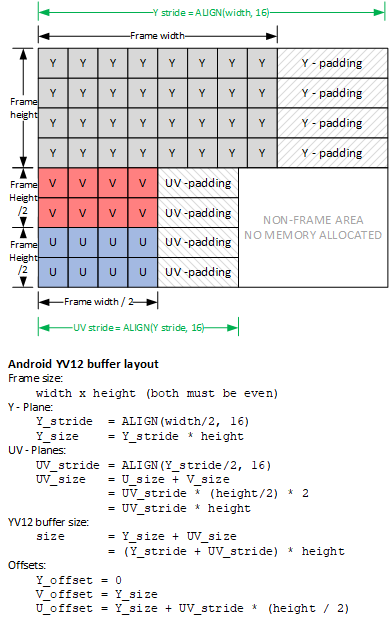 Y stride = ALIGN(width, 16)
Frame width
Frame height
Y Y Y Y Y Y Y Y Y - padding
Y Y Y Y Y Y Y Y Y - padding
Y Y Y Y Y Y Y Y Y - padding
Y Y Y Y Y Y Y Y Y - padding
Frame
Height
/2
V V V V UV -padding
V V V V UV -padding
NON-FRAME AREA
NO MEMORY ALLOCATED
Frame
Height
/2
U U U U UV -padding
U U U U UV -padding
Frame width / 2
UV stride = ALIGN(Y stride, 16)
Android YV12 buffer layout
Frame size:
width x height (both must be even)
Y - Plane:
Y_stride = ALIGN(width/2, 16)
Y_size = Y_stride * height
UV - Planes:
UV_stride = ALIGN(Y_stride/2, 16)
UV_size = U_size + V_size
= UV_stride * (height/2) * 2
= UV_stride * height
YV12 buffer size:
size = Y_size + UV_size
= (Y_stride + UV_stride) * height
Offsets:
Y_offset = 0
V_offset = Y_size
U_offset = Y_size + UV_stride * (height / 2)